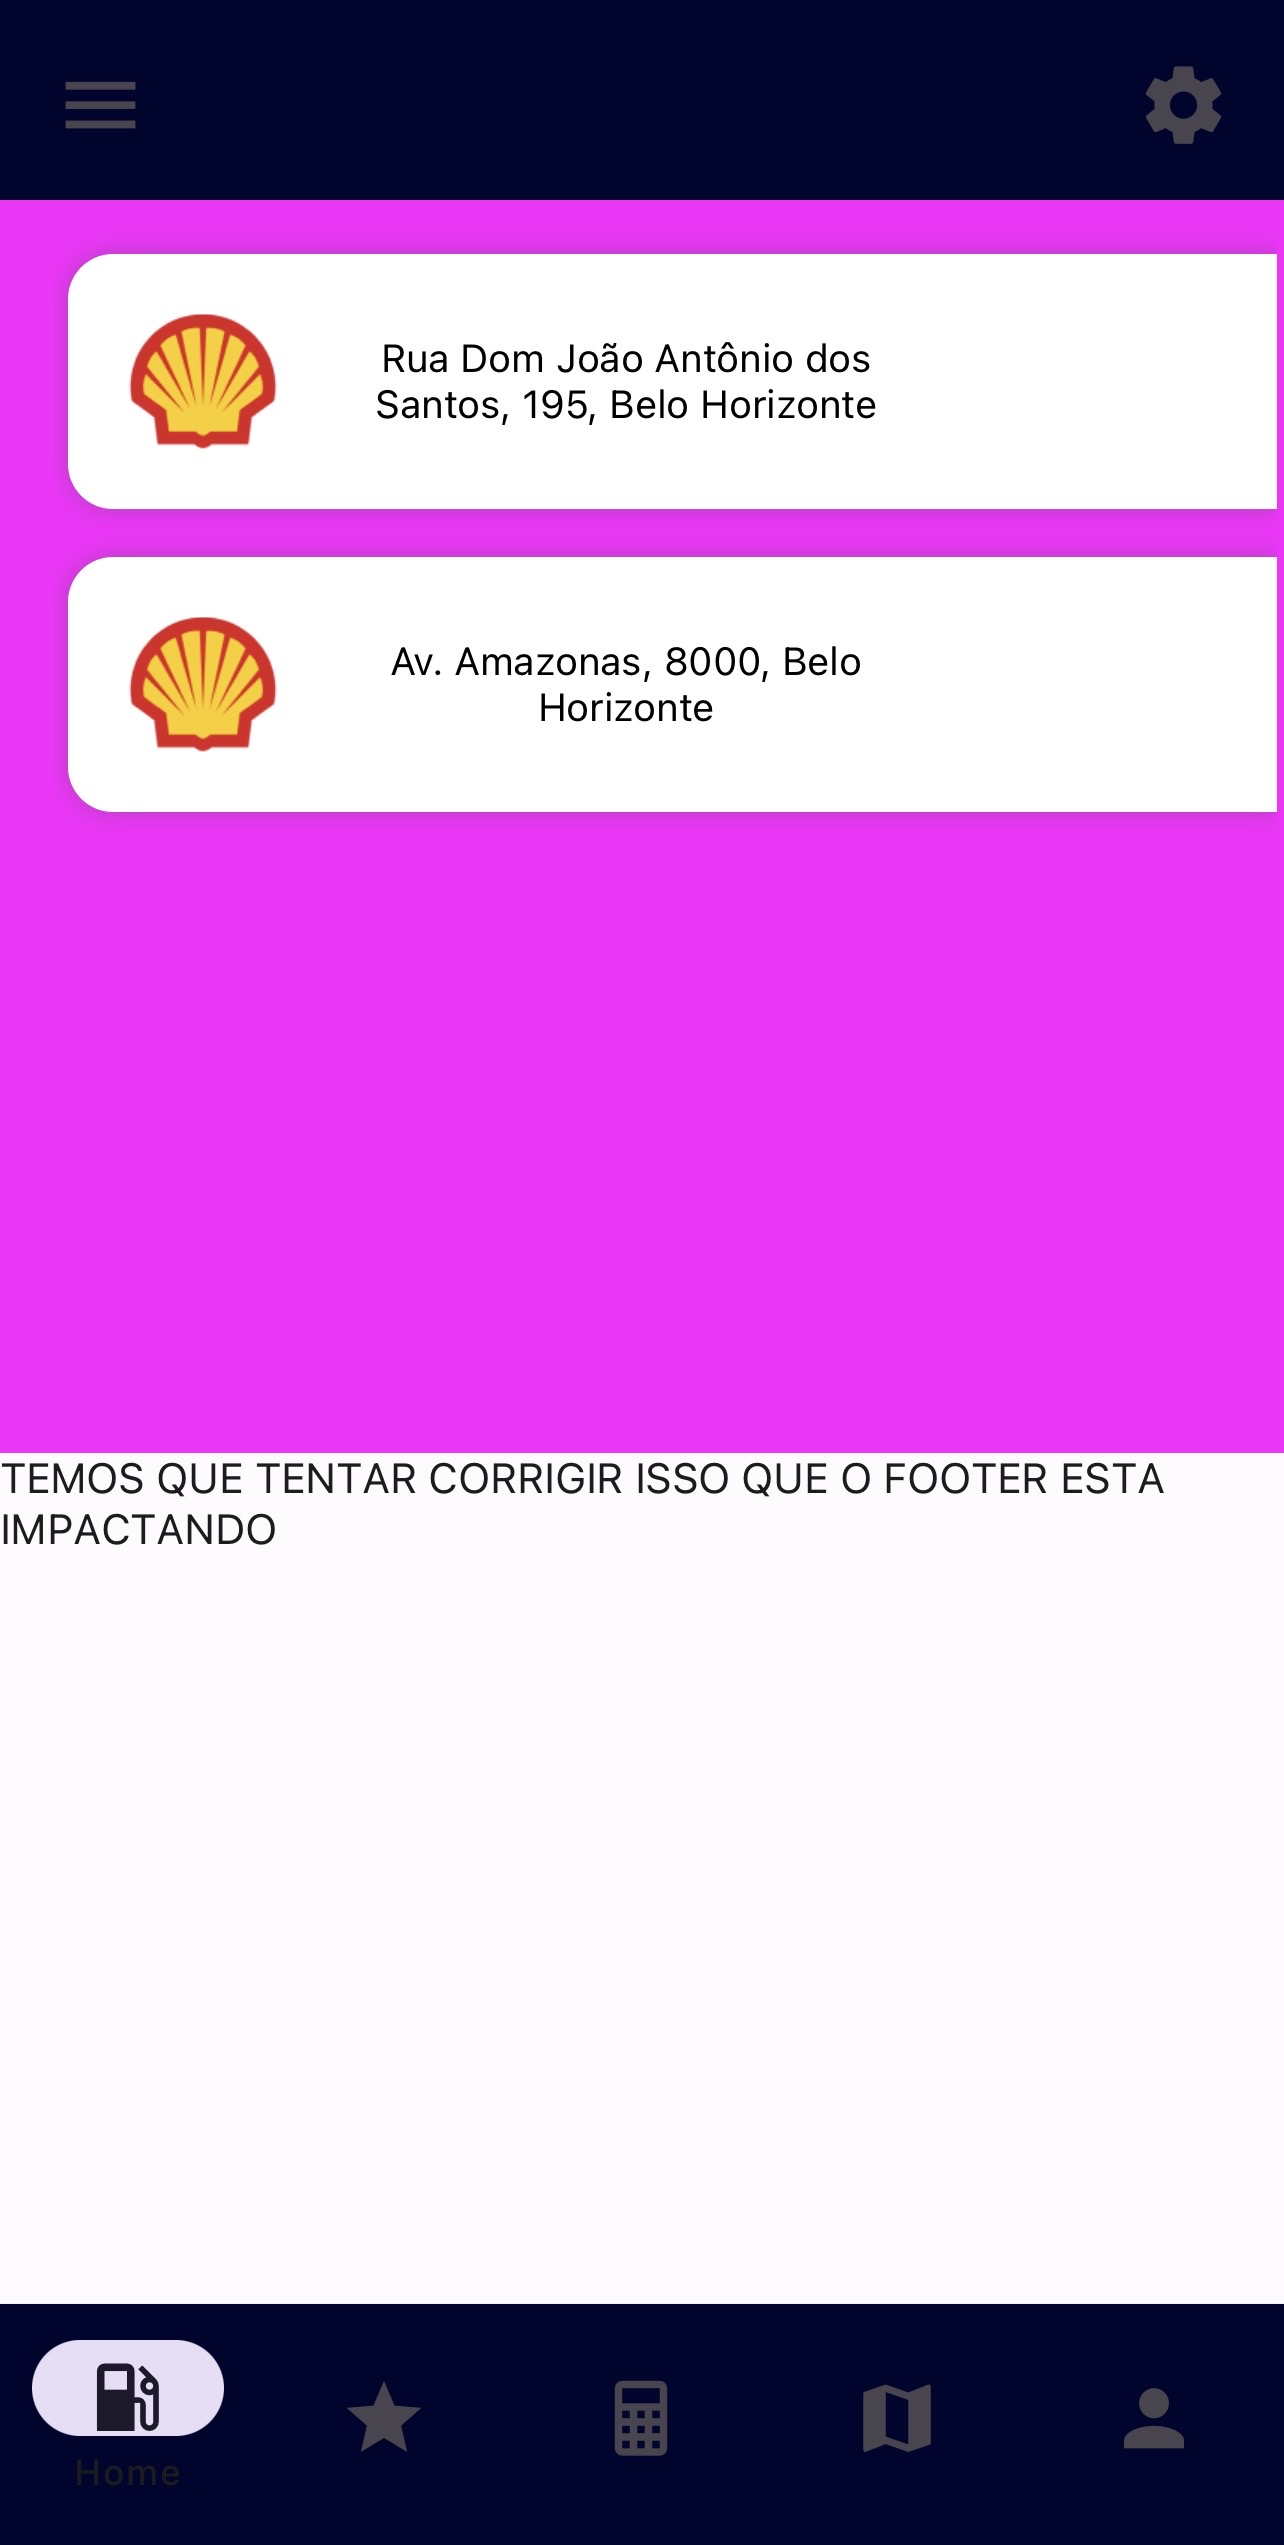 Rua Dom João Antônio dos
Santos, 195, Belo Horizonte
Av. Amazonas, 8000, Belo
Horizonte
TEMOS QUE TENTAR CORRIGIR ISSO QUE O FOOTER ESTA
IMPACTANDO
Home